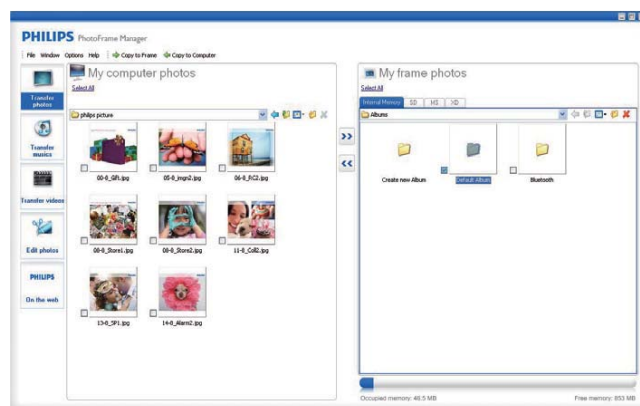 PHILIPS PhotoFrame Manager
File Window Options Help Copy to Frame Copy to Computer
Transfer photos
Transfer musics
Transfer videos
Edit photos
PHILIPS
On the web
My computer photos
Select All
philips picture
00-0_Gift.jpg
05-0_imgn2.jpg
06-0_RC2.jpg
08-0_Store1.jpg
08-0_Store2.jpg
11-0_Coll2.jpg
13-0_SP1.jpg
14-0_Alarm2.jpg
My frame photos
Select All
Internal Memory SD MS XD
Albums
Create new Album
Default Album
Bluetooth
Occupied memory: 48.5 MB
Free memory: 893 MB